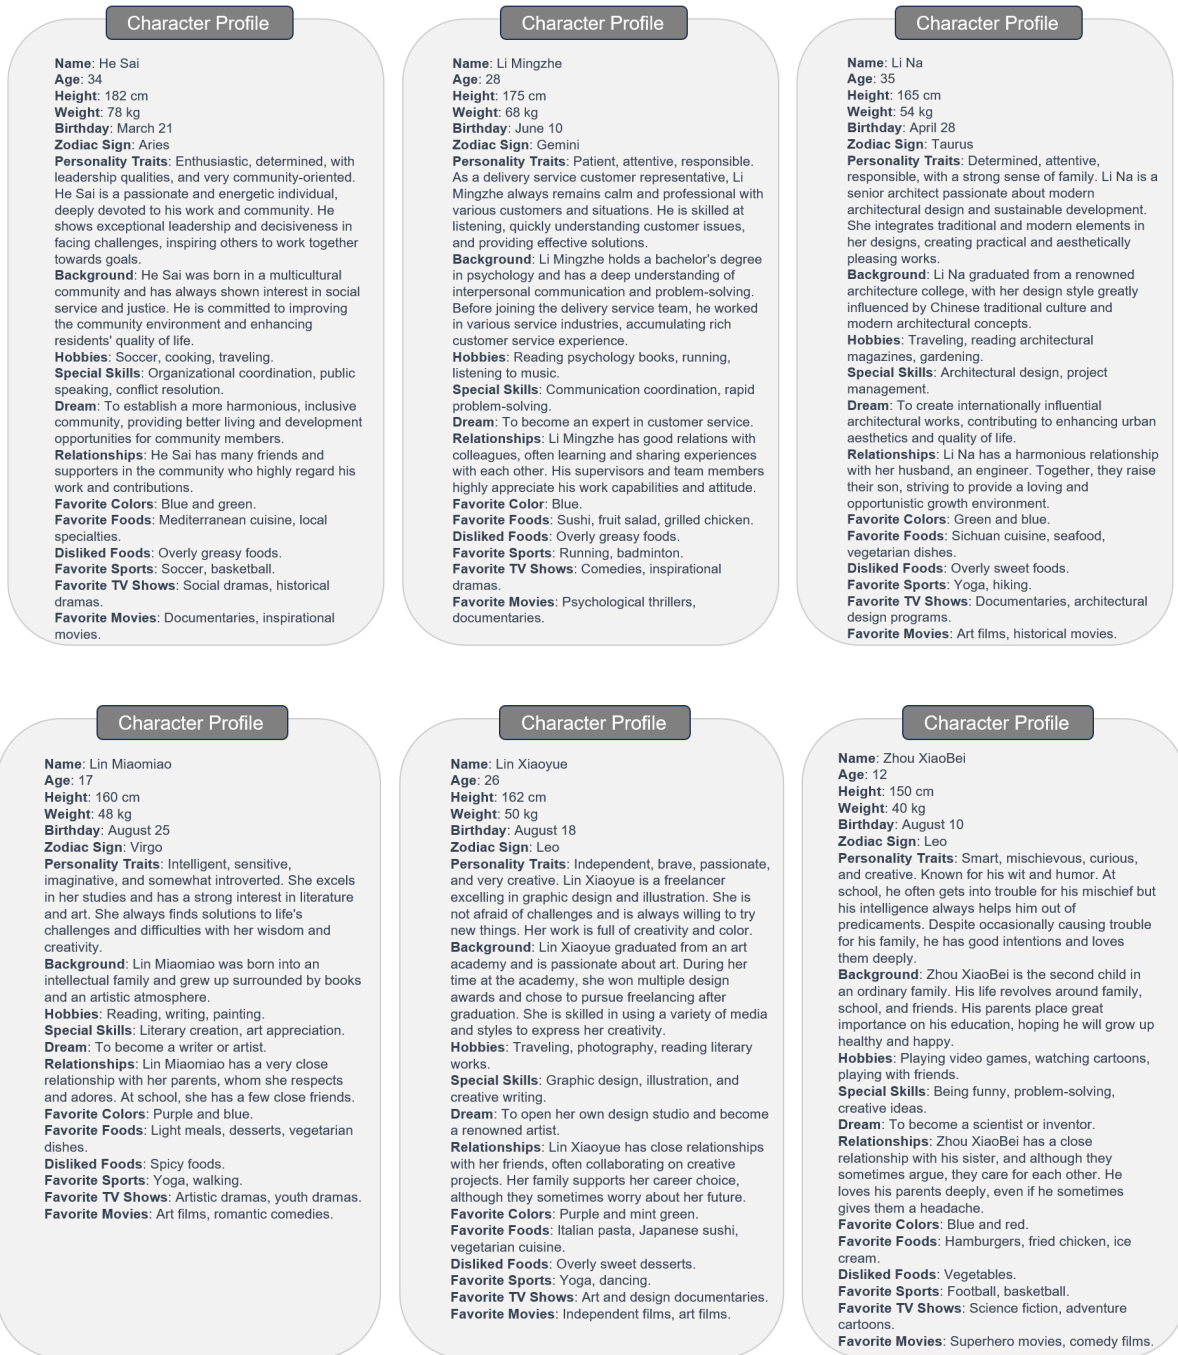 Character Profile
Name: He Sai
Age: 34
Height: 182 cm
Weight: 78 kg
Birthday: March 21
Zodiac Sign: Aries
Personality Traits: Enthusiastic, determined, with
leadership qualities, and very community-oriented.
He Sai is a passionate and energetic individual,
deeply devoted to his work and community. He
shows exceptional leadership and decisiveness in
facing challenges, inspiring others to work together
towards goals.
Background: He Sai was born in a multicultural
community and has always shown interest in social
service and justice. He is committed to improving
the community environment and enhancing
residents' quality of life.
Hobbies: Soccer, cooking, traveling.
Special Skills: Organizational coordination, public
speaking, conflict resolution.
Dream: To establish a more harmonious, inclusive
community, providing better living and development
opportunities for community members.
Relationships: He Sai has many friends and
supporters in the community who highly regard his
work and contributions.
Favorite Colors: Blue and green.
Favorite Foods: Mediterranean cuisine, local
specialties.
Disliked Foods: Overly greasy foods.
Favorite Sports: Soccer, basketball.
Favorite TV Shows: Social dramas, historical
dramas.
Favorite Movies: Documentaries, inspirational
movies.
Character Profile
Name: Li Mingzhe
Age: 28
Height: 175 cm
Weight: 68 kg
Birthday: June 10
Zodiac Sign: Gemini
Personality Traits: Patient, attentive, responsible.
As a delivery service customer representative, Li
Mingzhe always remains calm and professional with
various customers and situations. He is skilled at
listening, quickly understanding customer issues,
and providing effective solutions.
Background: Li Mingzhe holds a bachelor's degree
in psychology and has a deep understanding of
interpersonal communication and problem-solving.
Before joining the delivery service team, he worked
in various service industries, accumulating rich
customer service experience.
Hobbies: Reading psychology books, running,
listening to music.
Special Skills: Communication coordination, rapid
problem-solving.
Dream: To become an expert in customer service.
Relationships: Li Mingzhe has good relations with
colleagues, often learning and sharing experiences
with each other. His supervisors and team members
highly appreciate his work capabilities and attitude.
Favorite Color: Blue.
Favorite Foods: Sushi, fruit salad, grilled chicken.
Disliked Foods: Overly greasy foods.
Favorite Sports: Running, badminton.
Favorite TV Shows: Comedies, inspirational
dramas.
Favorite Movies: Psychological thrillers,
documentaries.
Character Profile
Name: Li Na
Age: 35
Height: 165 cm
Weight: 54 kg
Birthday: April 28
Zodiac Sign: Taurus
Personality Traits: Determined, attentive,
responsible, with a strong sense of family. Li Na is a
senior architect passionate about modern
architectural design and sustainable development.
She integrates traditional and modern elements in
her designs, creating practical and aesthetically
pleasing works.
Background: Li Na graduated from a renowned
architecture college, with her design style greatly
influenced by Chinese traditional culture and
modern architectural concepts.
Hobbies: Traveling, reading architectural
magazines, gardening.
Special Skills: Architectural design, project
management.
Dream: To create internationally influential
architectural works, contributing to enhancing urban
aesthetics and quality of life.
Relationships: Li Na has a harmonious relationship
with her husband, an engineer. Together, they raise
their son, striving to provide a loving and
opportunistic growth environment.
Favorite Colors: Green and blue.
Favorite Foods: Sichuan cuisine, seafood,
vegetarian dishes.
Disliked Foods: Overly sweet foods.
Favorite Sports: Yoga, hiking.
Favorite TV Shows: Documentaries, architectural
design programs.
Favorite Movies: Art films, historical movies.
Character Profile
Name: Lin Miaomiao
Age: 17
Height: 160 cm
Weight: 48 kg
Birthday: August 25
Zodiac Sign: Virgo
Personality Traits: Intelligent, sensitive,
imaginative, and somewhat introverted. She excels
in her studies and has a strong interest in literature
and art. She always finds solutions to life's
challenges and difficulties with her wisdom and
creativity.
Background: Lin Miaomiao was born into an
intellectual family and grew up surrounded by books
and an artistic atmosphere.
Hobbies: Reading, writing, painting.
Special Skills: Literary creation, art appreciation.
Dream: To become a writer or artist.
Relationships: Lin Miaomiao has a very close
relationship with her parents, whom she respects
and adores. At school, she has a few close friends.
Favorite Colors: Purple and blue.
Favorite Foods: Light meals, desserts, vegetarian
dishes.
Disliked Foods: Spicy foods.
Favorite Sports: Yoga, walking.
Favorite TV Shows: Artistic dramas, youth dramas.
Favorite Movies: Art films, romantic comedies.
Character Profile
Name: Lin Xiaoyue
Age: 26
Height: 162 cm
Weight: 50 kg
Birthday: August 18
Zodiac Sign: Leo
Personality Traits: Independent, brave, passionate,
and very creative. Lin Xiaoyue is a freelancer
excelling in graphic design and illustration. She is
not afraid of challenges and is always willing to try
new things. Her work is full of creativity and color.
Background: Lin Xiaoyue graduated from an art
academy and is passionate about art. During her
time at the academy, she won multiple design
awards and chose to pursue freelancing after
graduation. She is skilled in using a variety of media
and styles to express her creativity.
Hobbies: Traveling, photography, reading literary
works.
Special Skills: Graphic design, illustration, and
creative writing.
Dream: To open her own design studio and become
a renowned artist.
Relationships: Lin Xiaoyue has close relationships
with her friends, often collaborating on creative
projects. Her family supports her career choice,
although they sometimes worry about her future.
Favorite Colors: Purple and mint green.
Favorite Foods: Italian pasta, Japanese sushi,
vegetarian cuisine.
Disliked Foods: Overly sweet desserts.
Favorite Sports: Yoga, dancing.
Favorite TV Shows: Art and design documentaries.
Favorite Movies: Independent films, art films.
Character Profile
Name: Zhou XiaoBei
Age: 12
Height: 150 cm
Weight: 40 kg
Birthday: August 10
Zodiac Sign: Leo
Personality Traits: Smart, mischievous, curious,
and creative. Known for his wit and humor. At
school, he often gets into trouble for his mischief but
his intelligence always helps him out of
predicaments. Despite occasionally causing trouble
for his family, he has good intentions and loves
them deeply.
Background: Zhou XiaoBei is the second child in
an ordinary family. His life revolves around family,
school, and friends. His parents place great
importance on his education, hoping he will grow up
healthy and happy.
Hobbies: Playing video games, watching cartoons,
playing with friends.
Special Skills: Being funny, problem-solving,
creative ideas.
Dream: To become a scientist or inventor.
Relationships: Zhou XiaoBei has a close
relationship with his sister, and although they
sometimes argue, they care for each other. He
loves his parents deeply, even if he sometimes
gives them a headache.
Favorite Colors: Blue and red.
Favorite Foods: Hamburgers, fried chicken, ice
cream.
Disliked Foods: Vegetables.
Favorite Sports: Football, basketball.
Favorite TV Shows: Science fiction, adventure
cartoons.
Favorite Movies: Superhero movies, comedy films.